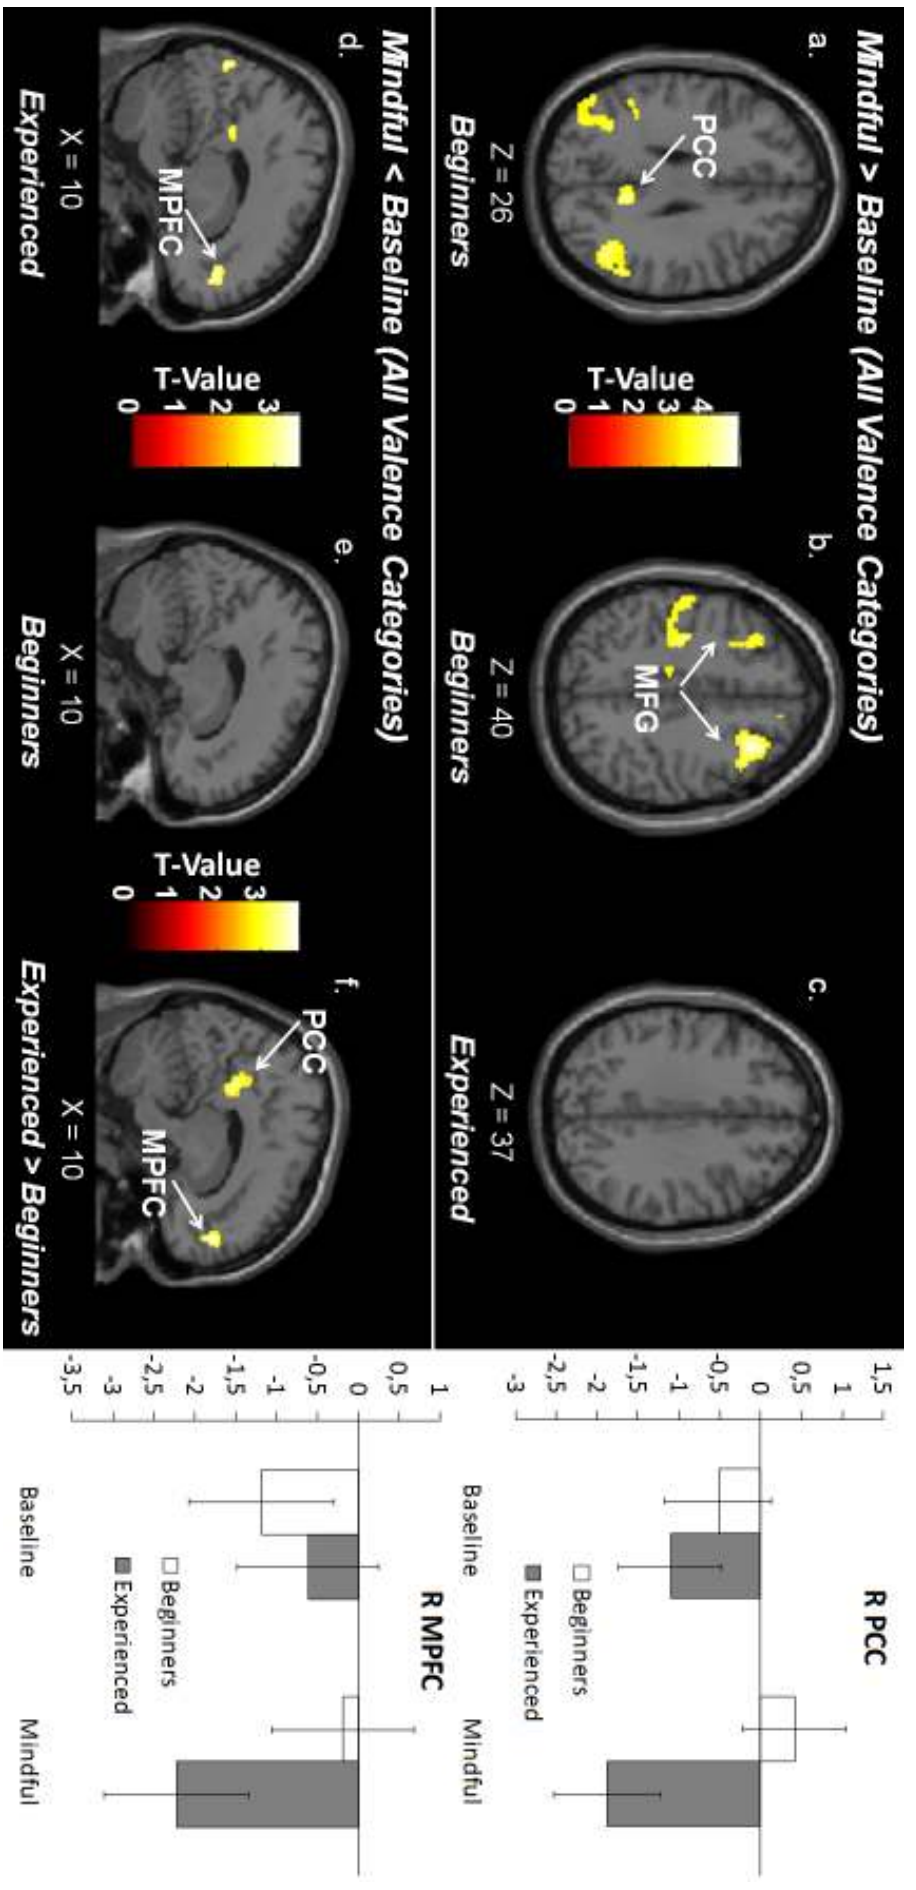 Mindful > Baseline (All Valence Categories)
a.
PCC
Z = 26
Beginners
T-Value
0 1 2 3 4
b.
MFG
Z = 40
Beginners
c.
Z = 37
Experienced
Mindful < Baseline (All Valence Categories)
d.
MPFC
X = 10
Experienced
T-Value
0 1 2 3
e.
X = 10
Beginners
T-Value
0 1 2 3
f.
PCC
MPFC
X = 10
Experienced > Beginners
R PCC
1,5
1
0,5
0
-0,5
-1
-1,5
-2
-2,5
-3
Baseline
Mindful
Beginners
Experienced
R MPFC
1
0,5
0
-0,5
-1
-1,5
-2
-2,5
-3
-3,5
Baseline
Mindful
Beginners
Experienced